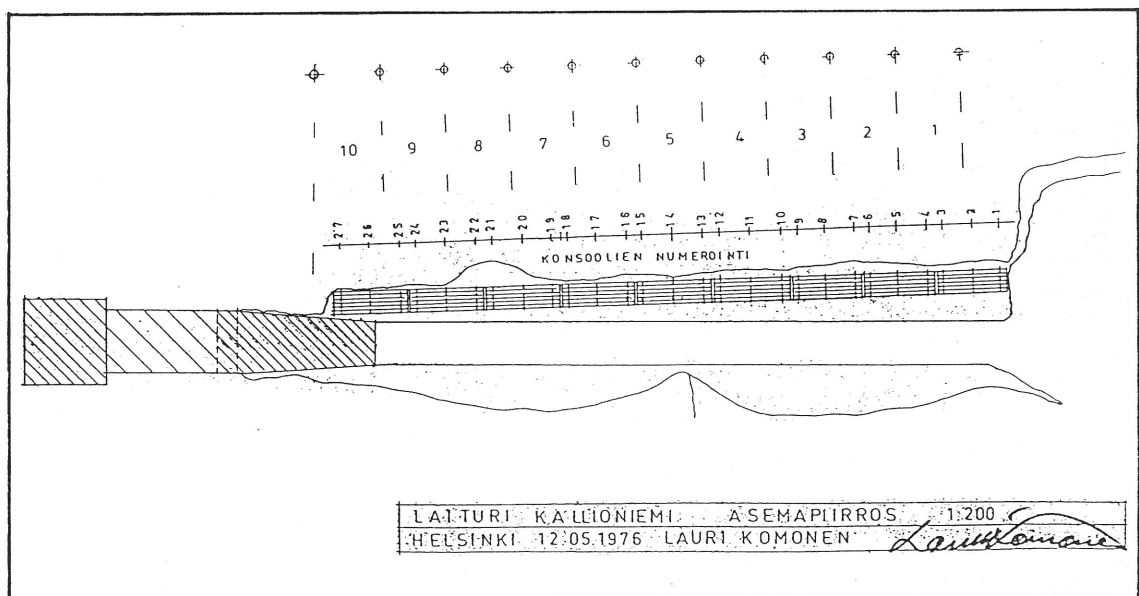 10 9 8 7 6 5 4 3 2 1
27 26 25 24 23 22 21 20 19 18 17 16 15 14 13 12 11 10 9 8 7 6 5 4 3 2 1
KONSOOLIEN NUMEROINTI
LAITURI KALLIONIEMI ASEMAPIIRROS 1:200
HELSINKI 12.05.1976 LAURI KOMONEN
Lauri Komonen